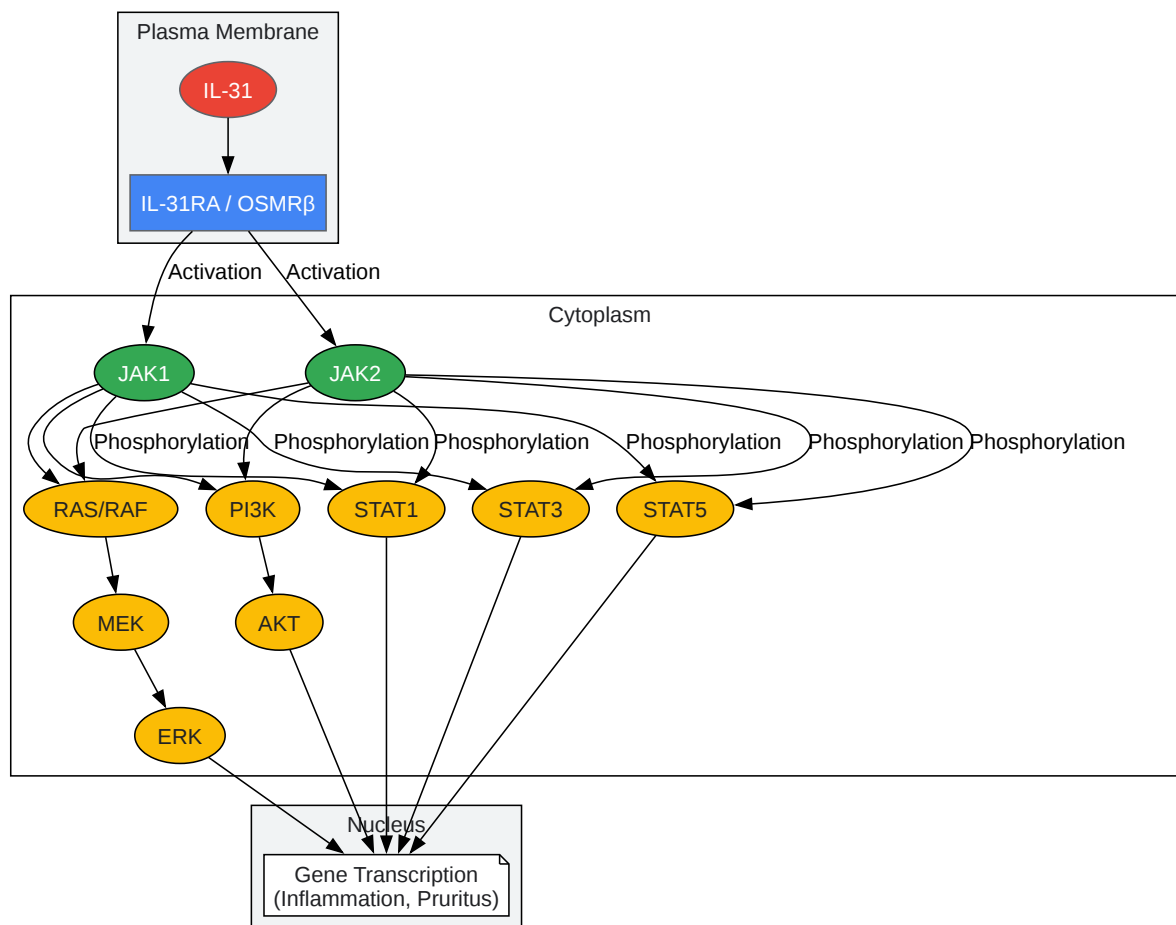 Plasma Membrane
IL-31
IL-31RA / OSMRβ
Activation
Activation
Cytoplasm
JAK1
JAK2
Phosphorylation
Phosphorylation
Phosphorylation
Phosphorylation
Phosphorylation
Phosphorylation
RAS/RAF
PI3K
STAT1
STAT3
STAT5
MEK
AKT
ERK
Nucleus
Gene Transcription
(Inflammation, Pruritus)